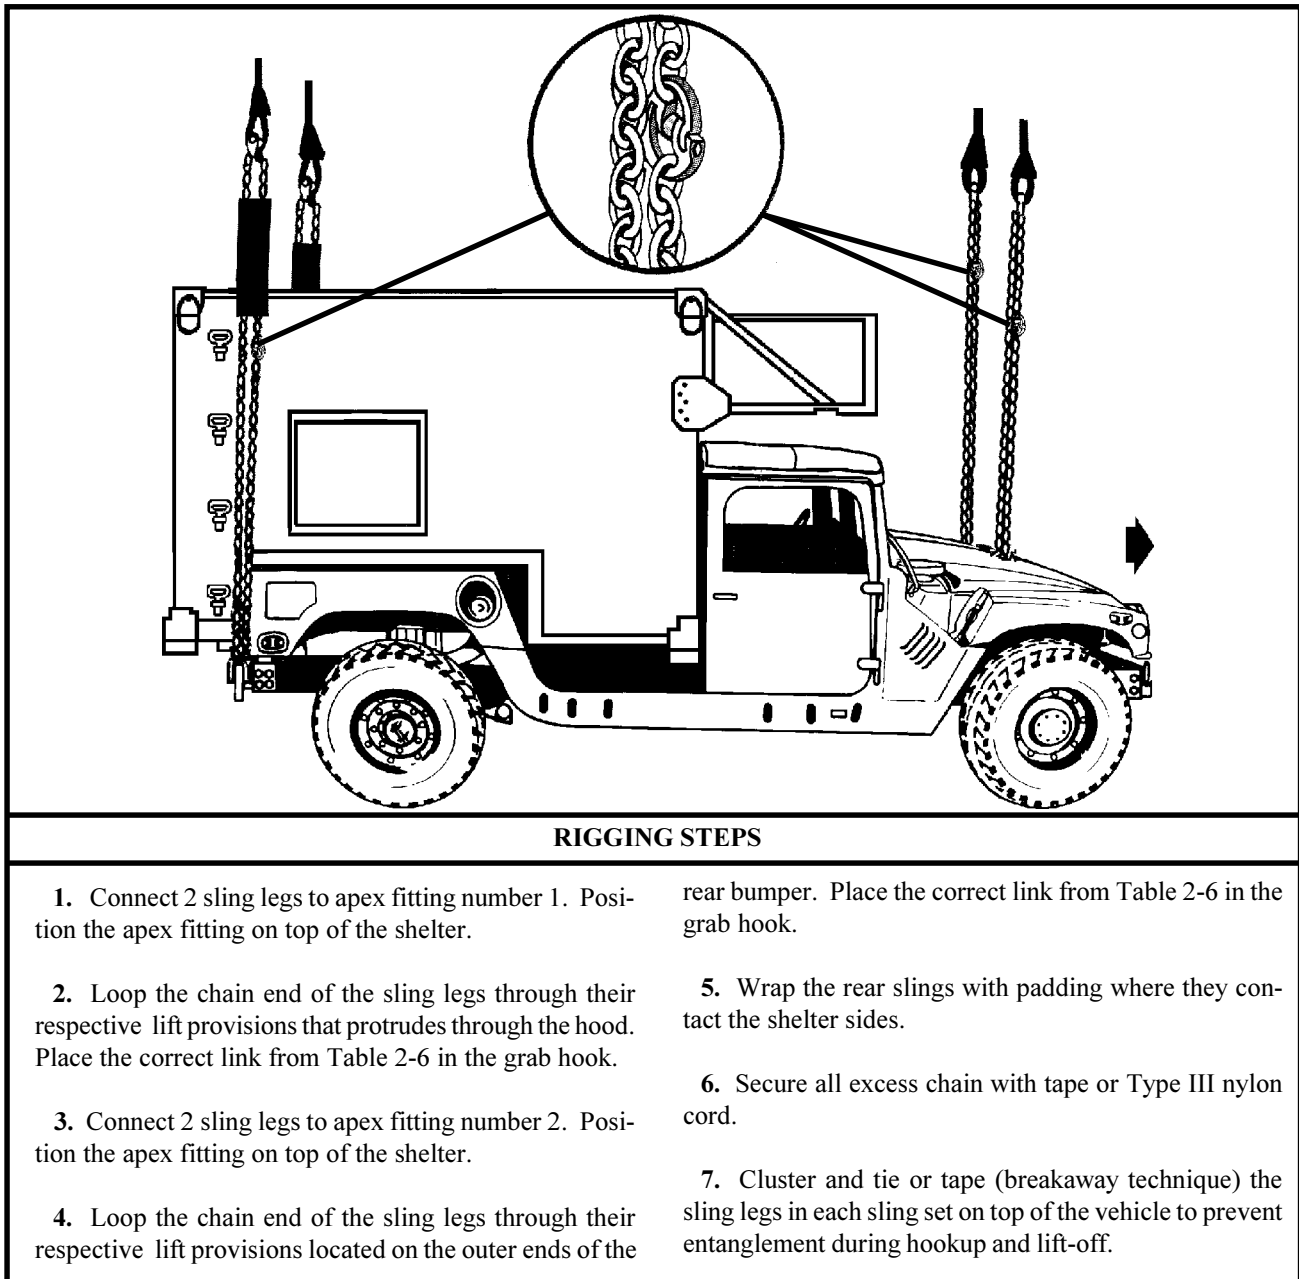 RIGGING STEPS
1. Connect 2 sling legs to apex fitting number 1. Posi-
tion the apex fitting on top of the shelter.
2. Loop the chain end of the sling legs through their
respective lift provisions that protrudes through the hood.
Place the correct link from Table 2-6 in the grab hook.
3. Connect 2 sling legs to apex fitting number 2. Posi-
tion the apex fitting on top of the shelter.
4. Loop the chain end of the sling legs through their
respective lift provisions located on the outer ends of the
rear bumper. Place the correct link from Table 2-6 in the
grab hook.
5. Wrap the rear slings with padding where they con-
tact the shelter sides.
6. Secure all excess chain with tape or Type III nylon
cord.
7. Cluster and tie or tape (breakaway technique) the
sling legs in each sling set on top of the vehicle to prevent
entanglement during hookup and lift-off.